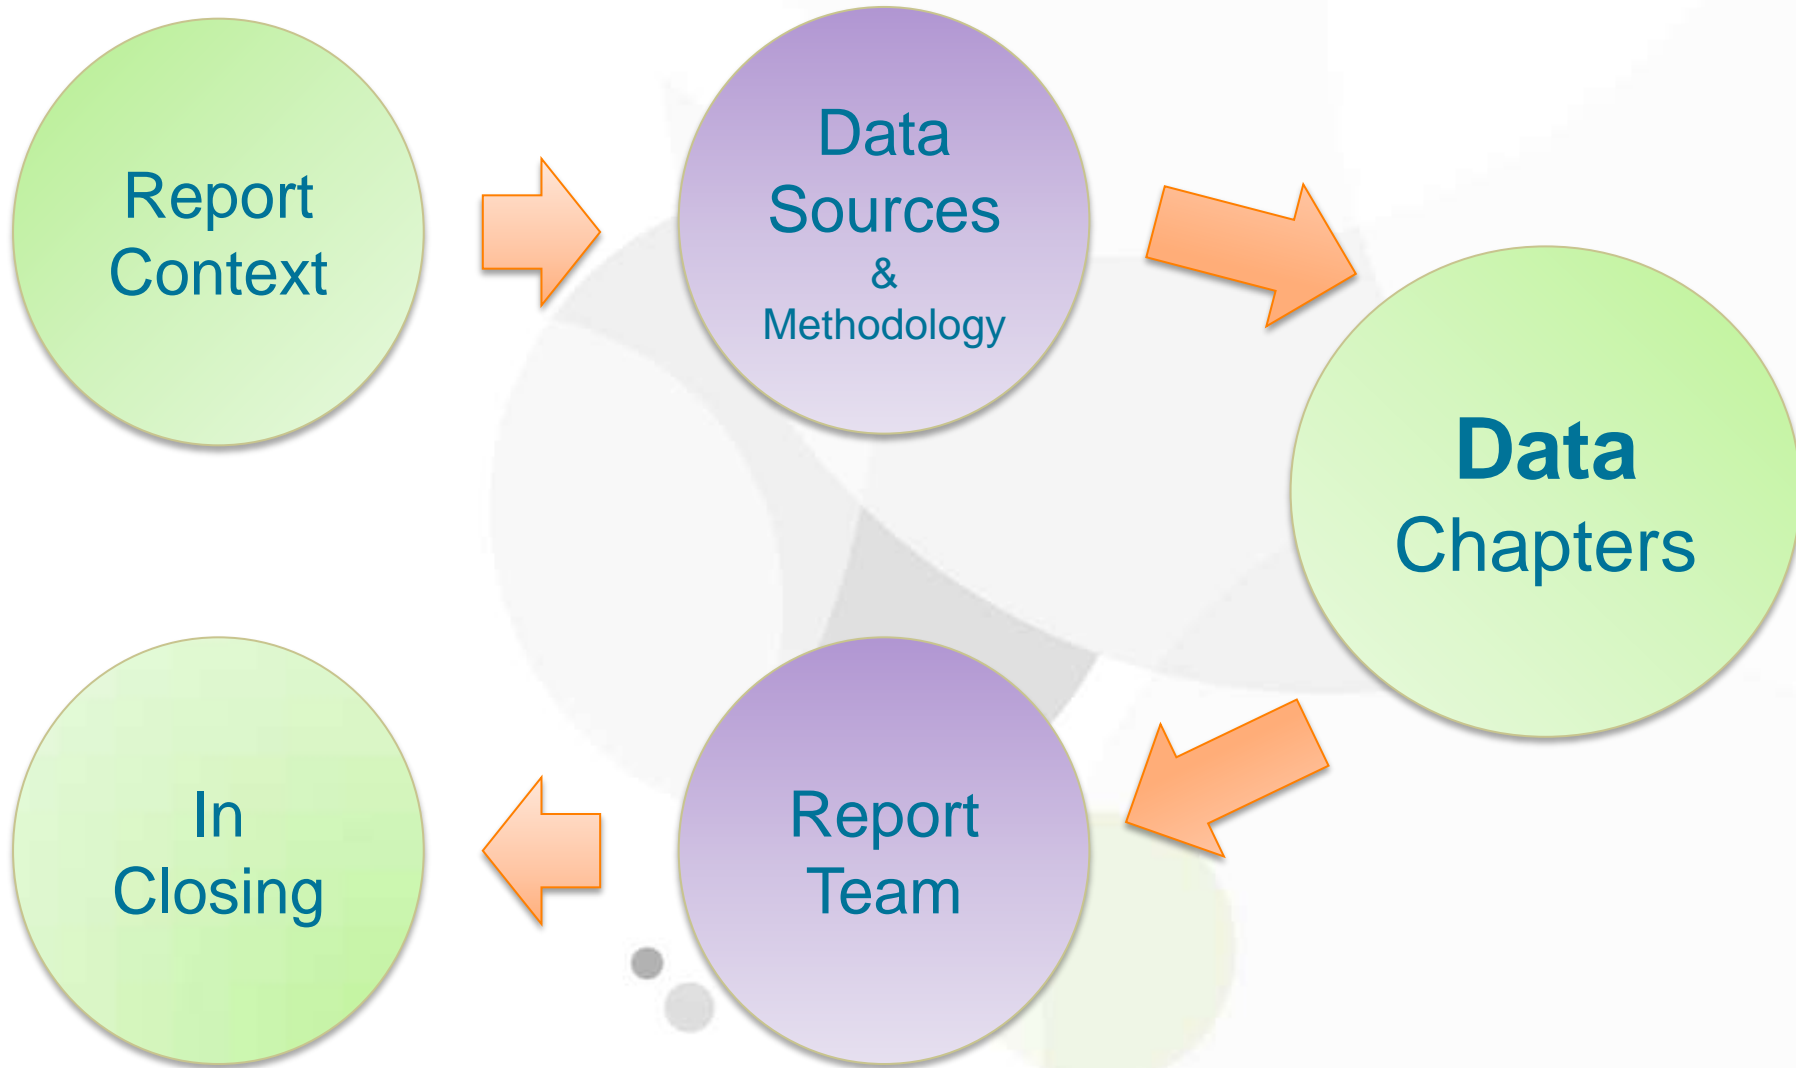 Report
Context
Data
Sources
&
Methodology
Data
Chapters
Report
Team
In
Closing